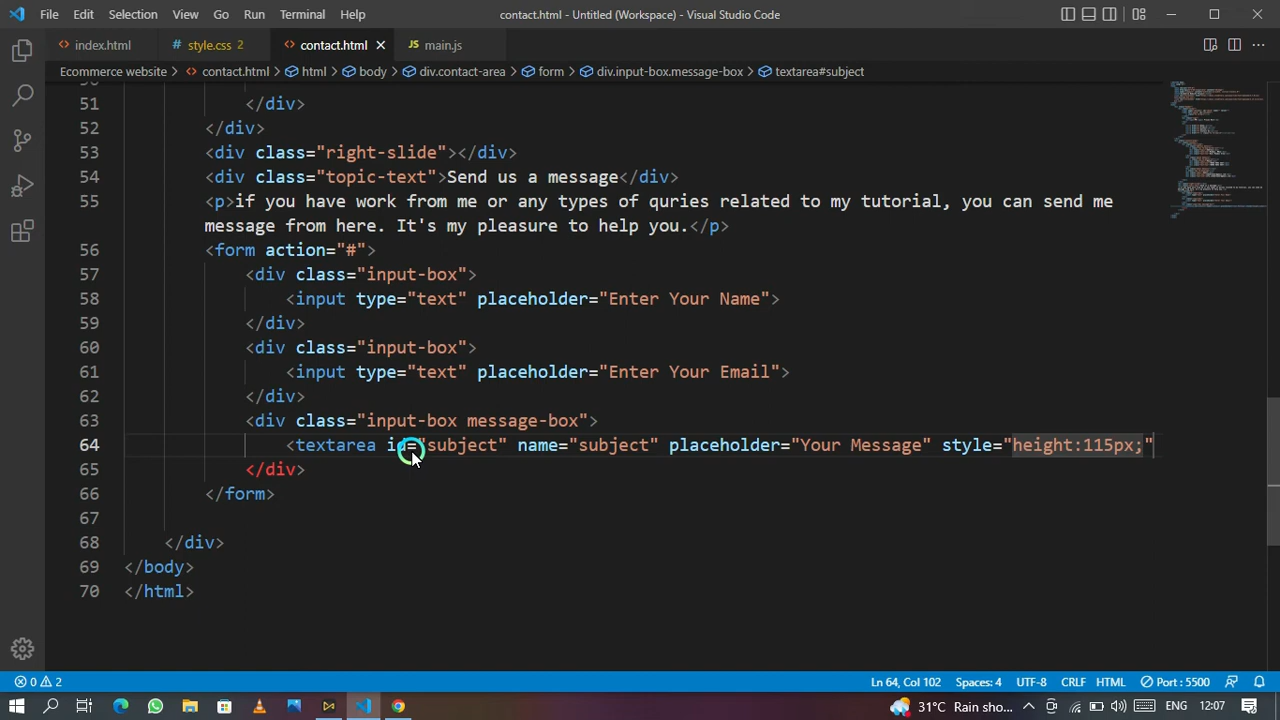 File Edit Selection View Go Run Terminal Help
contact.html - Untitled (Workspace) - Visual Studio Code
index.html
style.css 2
contact.html
JS main.js
Ecommerce website > contact.html > html > body > div.contact-area > form > div.input-box.message-box > textarea#subject
51 </div>
52 </div>
53 <div class="right-slide"></div>
54 <div class="topic-text">Send us a message</div>
55 <p>if you have work from me or any types of quries related to my tutorial, you can send me
message from here. It's my pleasure to help you.</p>
56 <form action="#">
57 <div class="input-box">
58 <input type="text" placeholder="Enter Your Name">
59 </div>
60 <div class="input-box">
61 <input type="text" placeholder="Enter Your Email">
62 </div>
63 <div class="input-box message-box">
64 <textarea id="subject" name="subject" placeholder="Your Message" style="height:115px;"
65 </div>
66 </form>
67
68 </div>
69 </body>
70 </html>
0 2
Ln 64, Col 102 Spaces: 4 UTF-8 CRLF HTML Port : 5500
31°C Rain sho... ENG 12:07